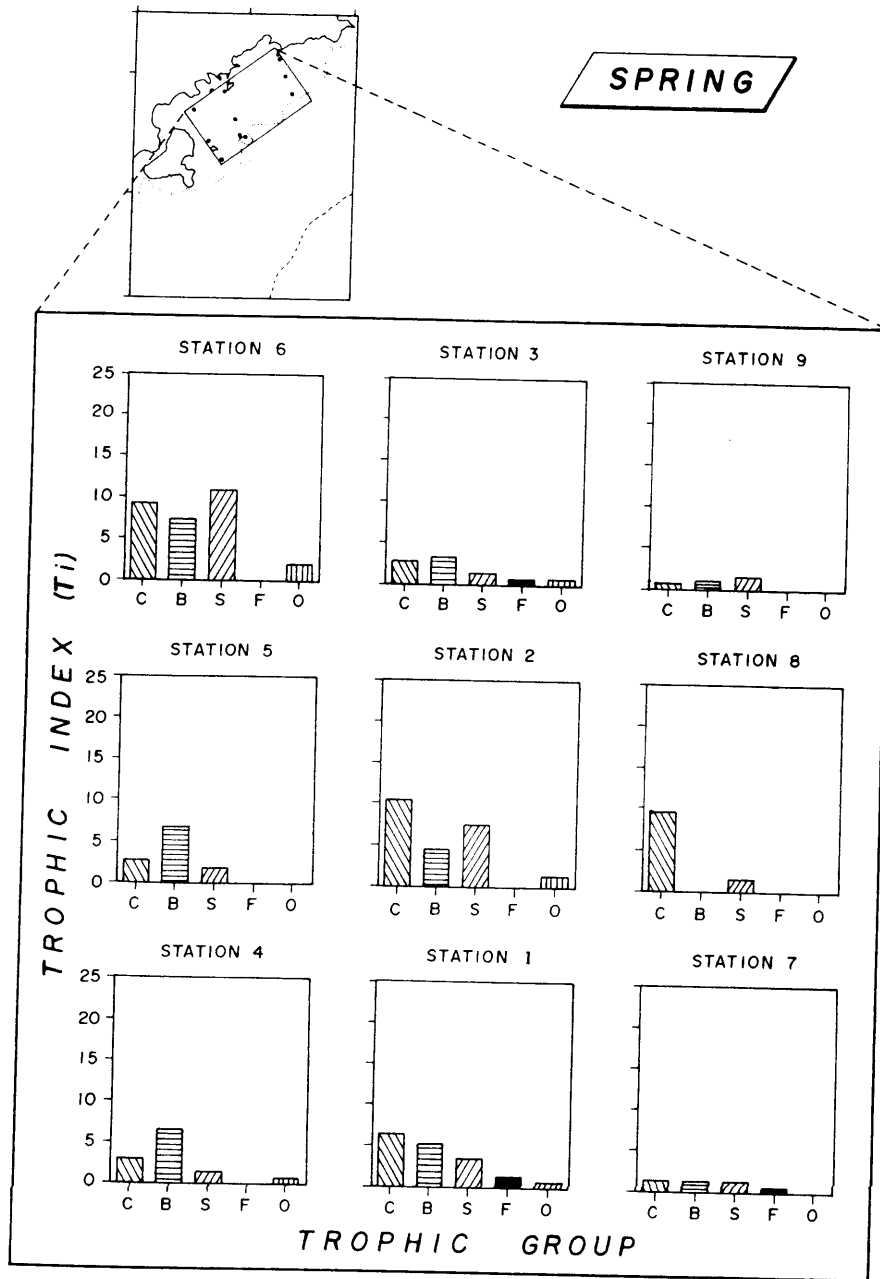 SPRING
STATION 6
STATION 3
STATION 9
25
20
15
10
5
0
C B S F O
C B S F O
C B S F O
STATION 5
STATION 2
STATION 8
25
20
15
10
5
0
C B S F O
C B S F O
C B S F O
STATION 4
STATION 1
STATION 7
25
20
15
10
5
0
C B S F O
C B S F O
C B S F O
TROPHIC INDEX (Ti)
TROPHIC GROUP